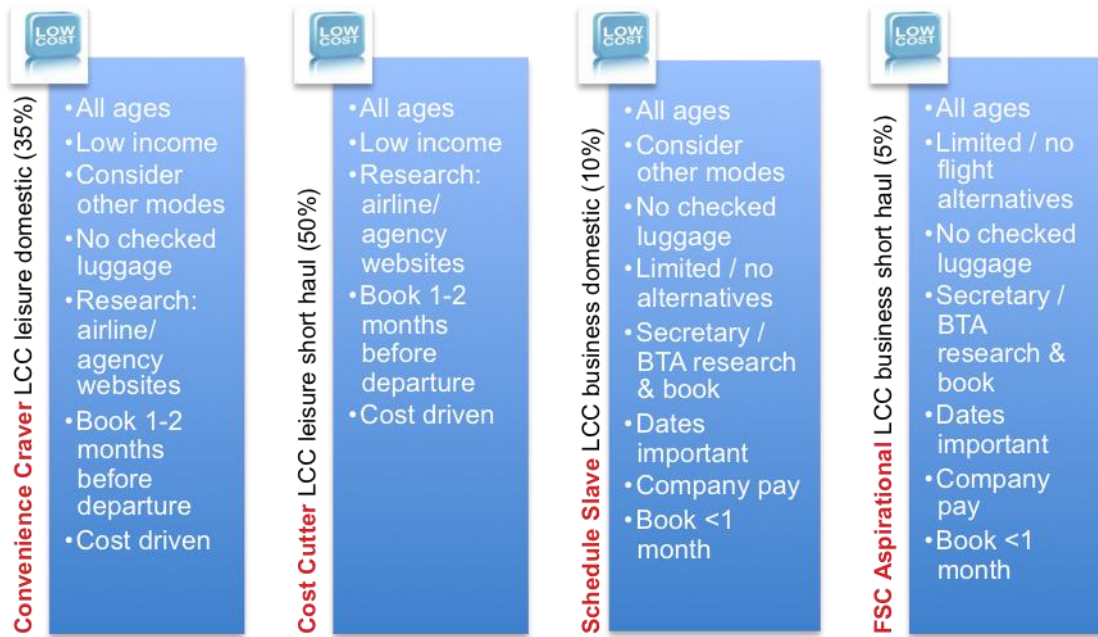 LOW
COST
Convenience Craver LCC leisure domestic (35%)
•All ages
•Low income
•Consider
other modes
•No checked
luggage
•Research:
airline/
agency
websites
•Book 1-2
months
before
departure
•Cost driven
LOW
COST
Cost Cutter LCC leisure short haul (50%)
•All ages
•Low income
•Research:
airline/
agency
websites
•Book 1-2
months
before
departure
•Cost driven
LOW
COST
Schedule Slave LCC business domestic (10%)
•All ages
•Consider
other modes
•No checked
luggage
•Limited / no
alternatives
•Secretary /
BTA research
& book
•Dates
important
•Company pay
•Book <1
month
LOW
COST
FSC Aspirational LCC business short haul (5%)
•All ages
•Limited / no
flight
alternatives
•No checked
luggage
•Secretary /
BTA
research &
book
•Dates
important
•Company
pay
•Book <1
month